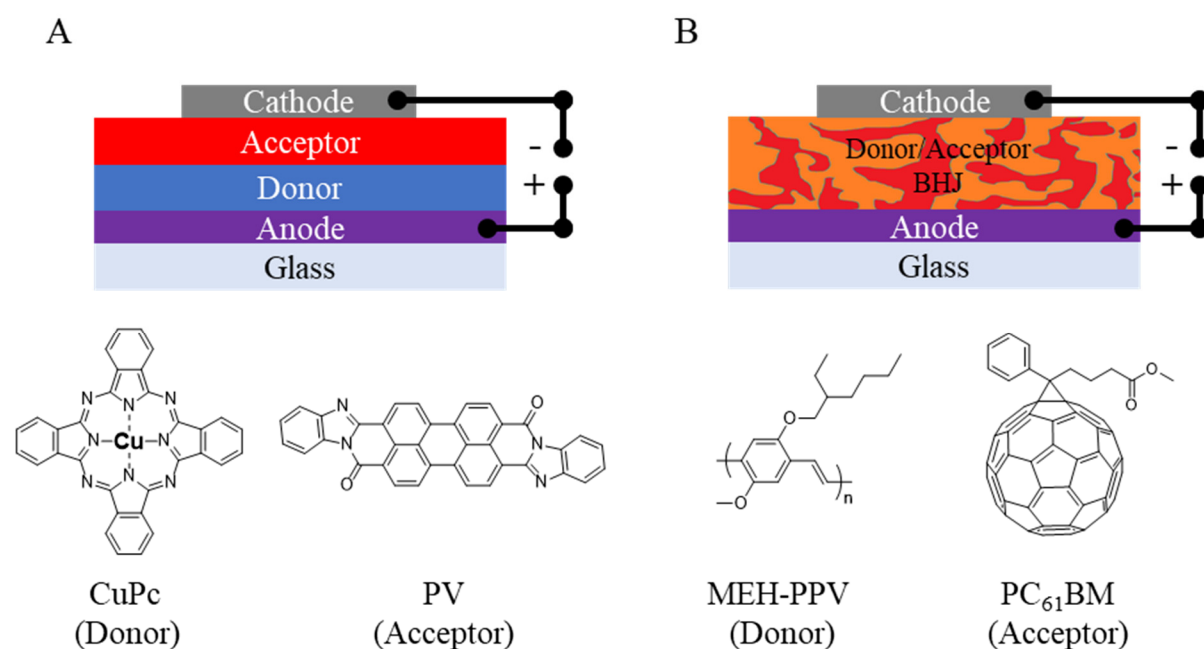 A
Cathode
Acceptor
Donor
Anode
Glass
-
+
B
Cathode
Donor/Acceptor
BHJ
Anode
Glass
-
+
N
N
N
N
Cu
N
N
N
N
N
N
O
O
N
N
O
O
n
O
O
CuPc
(Donor)
PV
(Acceptor)
MEH-PPV
(Donor)
PC₆₁BM
(Acceptor)